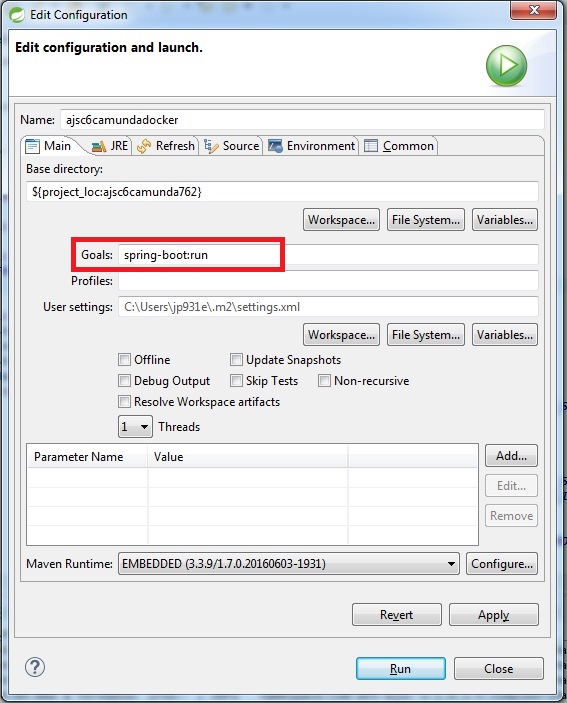 Edit Configuration
Edit configuration and launch.
Name: ajsc6camundadocker
Main JRE Refresh Source Environment Common
Base directory:
${project_loc:ajsc6camunda762}
Workspace... File System... Variables...
Goals: spring-boot:run
Profiles:
User settings: C:\Users\jp931e\.m2\settings.xml
Workspace... File System... Variables...
Offline Update Snapshots
Debug Output Skip Tests Non-recursive
Resolve Workspace artifacts
1 Threads
Parameter Name Value Add...
Edit...
Remove
Maven Runtime: EMBEDDED (3.3.9/1.7.0.20160603-1931) Configure...
Revert Apply
? Run Close